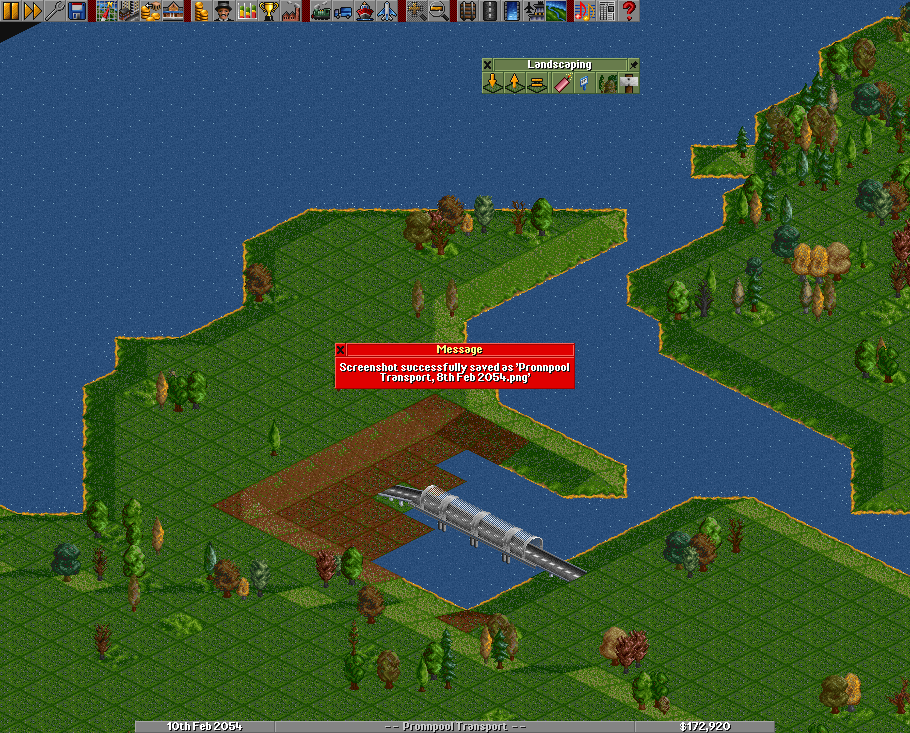 Landscaping
Message
Screenshot successfully saved as 'Pronnpool
Transport, 8th Feb 2054.png'
10th Feb 2054
-- Pronnpool Transport --
$172,920